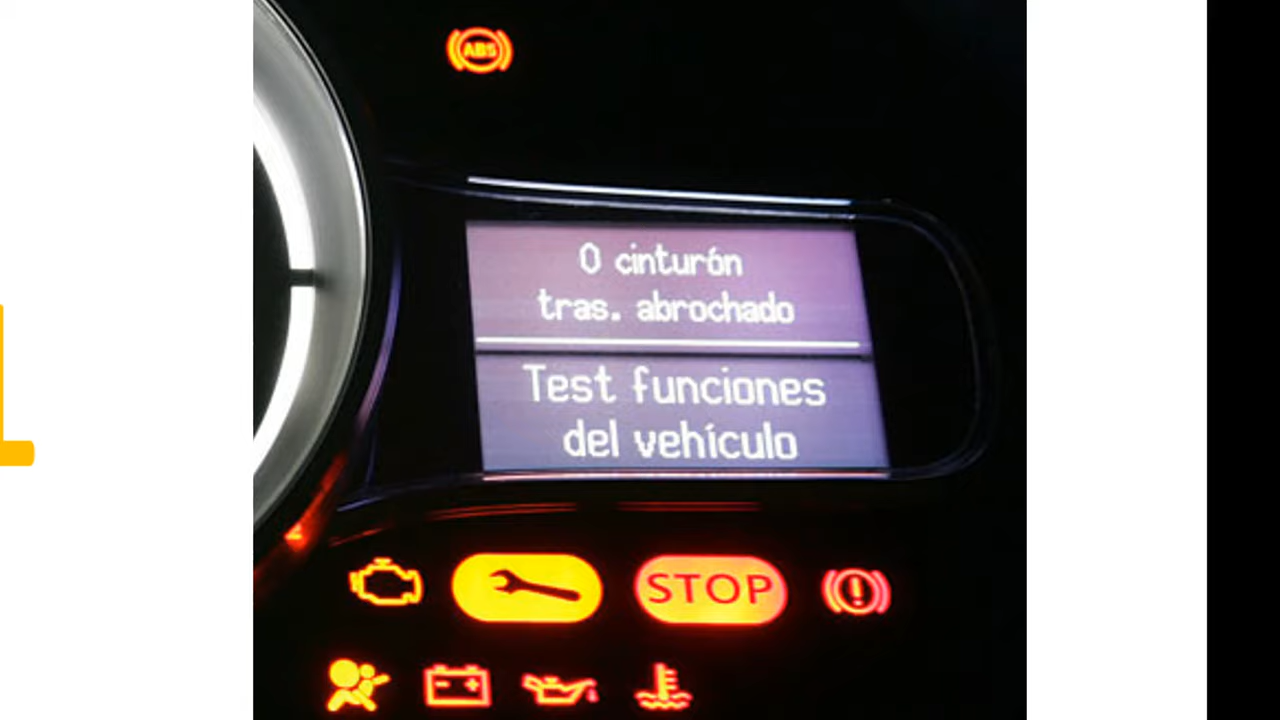 ABS
0 cinturón
tras. abrochado
Test funciones
del vehículo
STOP